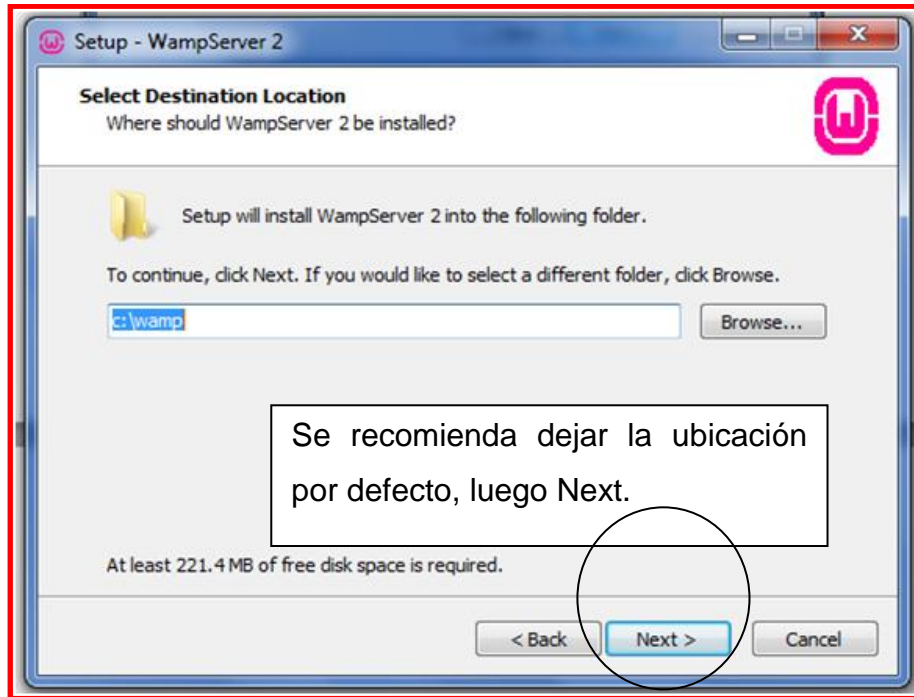 Setup - WampServer 2
Select Destination Location
Where should WampServer 2 be installed?
Setup will install WampServer 2 into the following folder.
To continue, click Next. If you would like to select a different folder, click Browse.
c:\wamp
Browse...
Se recomienda dejar la ubicación
por defecto, luego Next.
At least 221.4 MB of free disk space is required.
< Back
Next >
Cancel